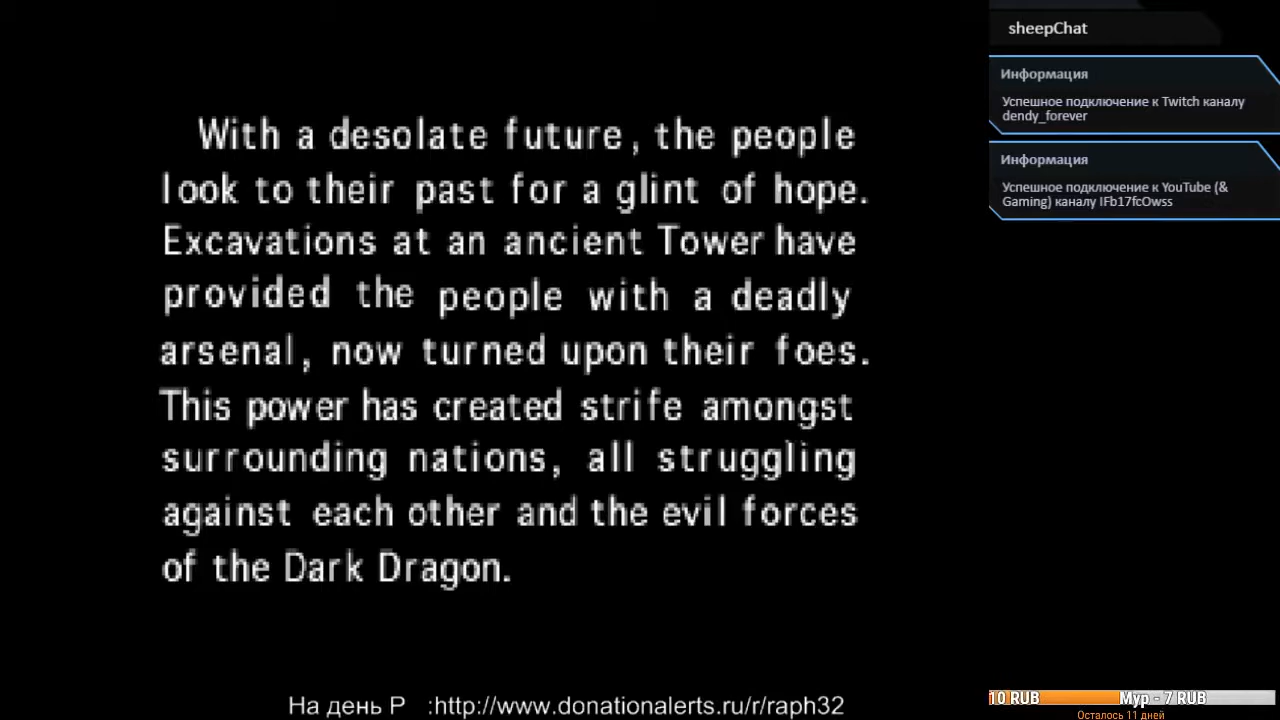 With a desolate future, the people
look to their past for a glint of hope.
Excavations at an ancient Tower have
provided the people with a deadly
arsenal, now turned upon their foes.
This power has created strife amongst
surrounding nations, all struggling
against each other and the evil forces
of the Dark Dragon.
sheepChat
Информация
Успешное подключение к Twitch каналу
dendy_forever
Информация
Успешное подключение к YouTube (&
Gaming) каналу IFb17fcOwss
На день Р :http://www.donationalerts.ru/r/raph32
10 RUB Мур - 7 RUB
Осталось 11 дней